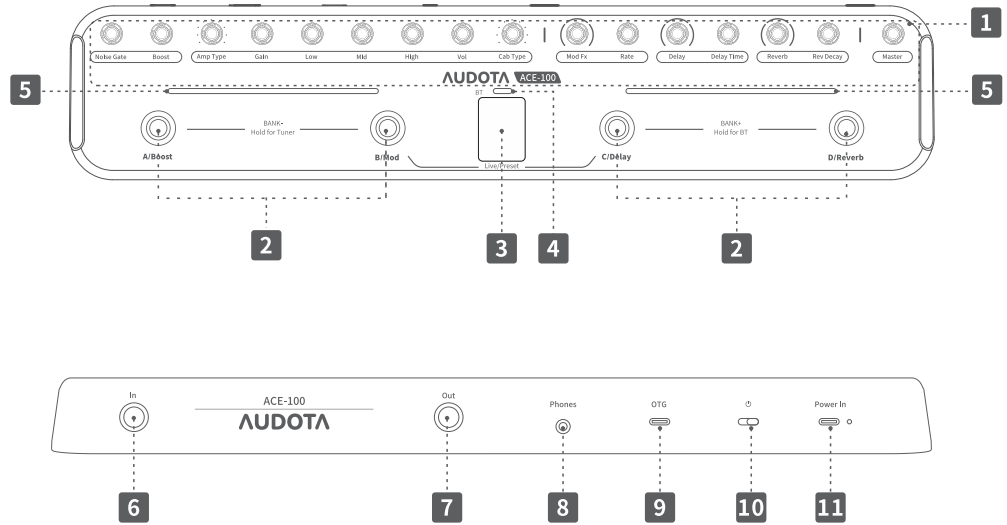 1
Noise Gate Boost Amp Type Gain Low Mid High Vol Cab Type Mod Fx Rate Delay Delay Time Reverb Rev Decay Master
AUDOTA ACE-100
5 BT 5
BANK- BANK+
Hold for Tuner Hold for BT
A/Boost B/Mod C/Delay D/Reverb
Live/Preset
2 3 4 2
In ACE-100 Out Phones OTG Power In
AUDOTA
6 7 8 9 10 11